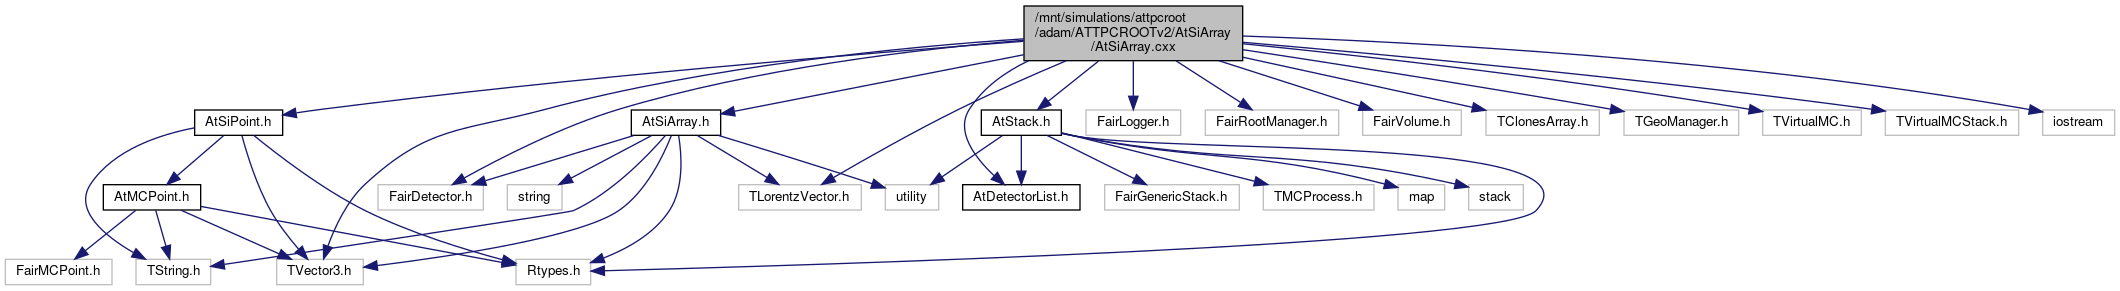 /mnt/simulations/attpcroot
/adam/ATTPCROOTv2/AtSiArray
/AtSiArray.cxx
AtSiPoint.h
AtSiArray.h
AtStack.h
FairLogger.h
FairRootManager.h
FairVolume.h
TClonesArray.h
TGeoManager.h
TVirtualMC.h
TVirtualMCStack.h
iostream
AtMCPoint.h
FairDetector.h
string
TLorentzVector.h
utility
AtDetectorList.h
FairGenericStack.h
TMCProcess.h
map
stack
FairMCPoint.h
TString.h
TVector3.h
Rtypes.h